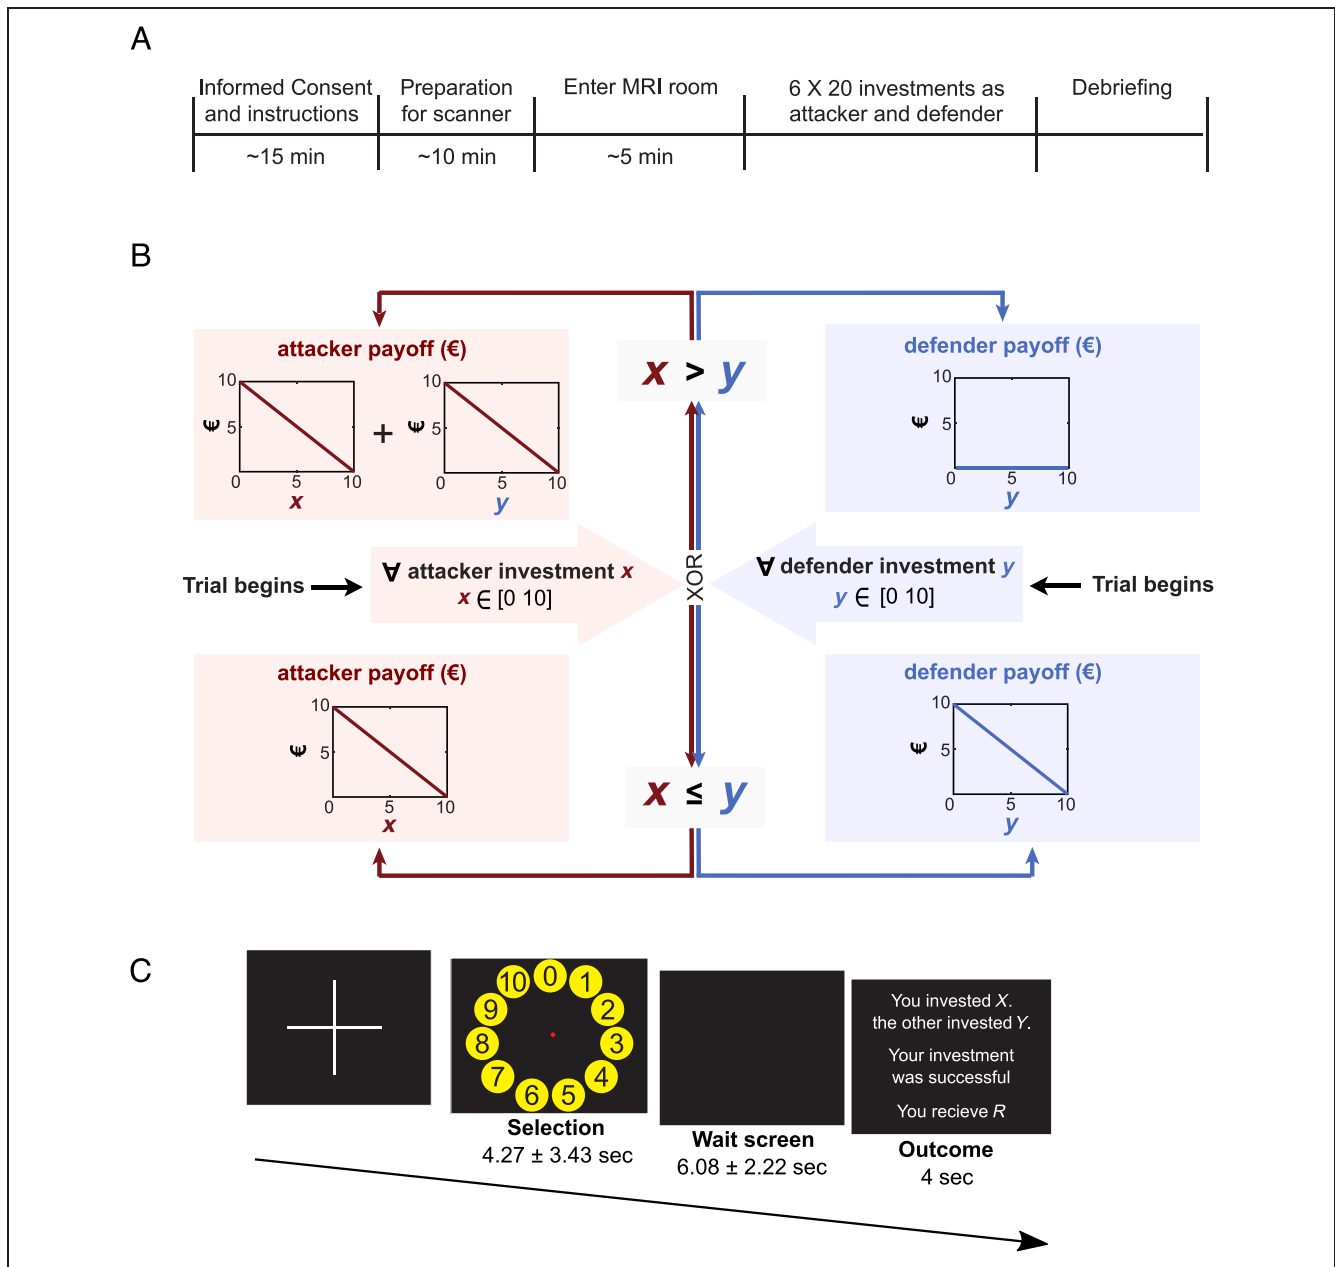 A
Informed Consent
and instructions
Preparation
for scanner
Enter MRI room
6 X 20 investments as
attacker and defender
Debriefing
~15 min
~10 min
~5 min
B
attacker payoff (€)
10
5
€
0
5
10
x
+
10
5
€
0
5
10
y
x > y
defender payoff (€)
10
5
€
0
5
10
y
Trial begins
∀ attacker investment x
x ∈ [0 10]
XOR
∀ defender investment y
y ∈ [0 10]
Trial begins
attacker payoff (€)
10
5
€
0
5
10
x
x ≤ y
defender payoff (€)
10
5
€
0
5
10
y
C
0
1
2
3
4
5
6
7
8
9
10
Selection
4.27 ± 3.43 sec
Wait screen
6.08 ± 2.22 sec
You invested X.
the other invested Y.
Your investment
was successful
You recieve R
Outcome
4 sec